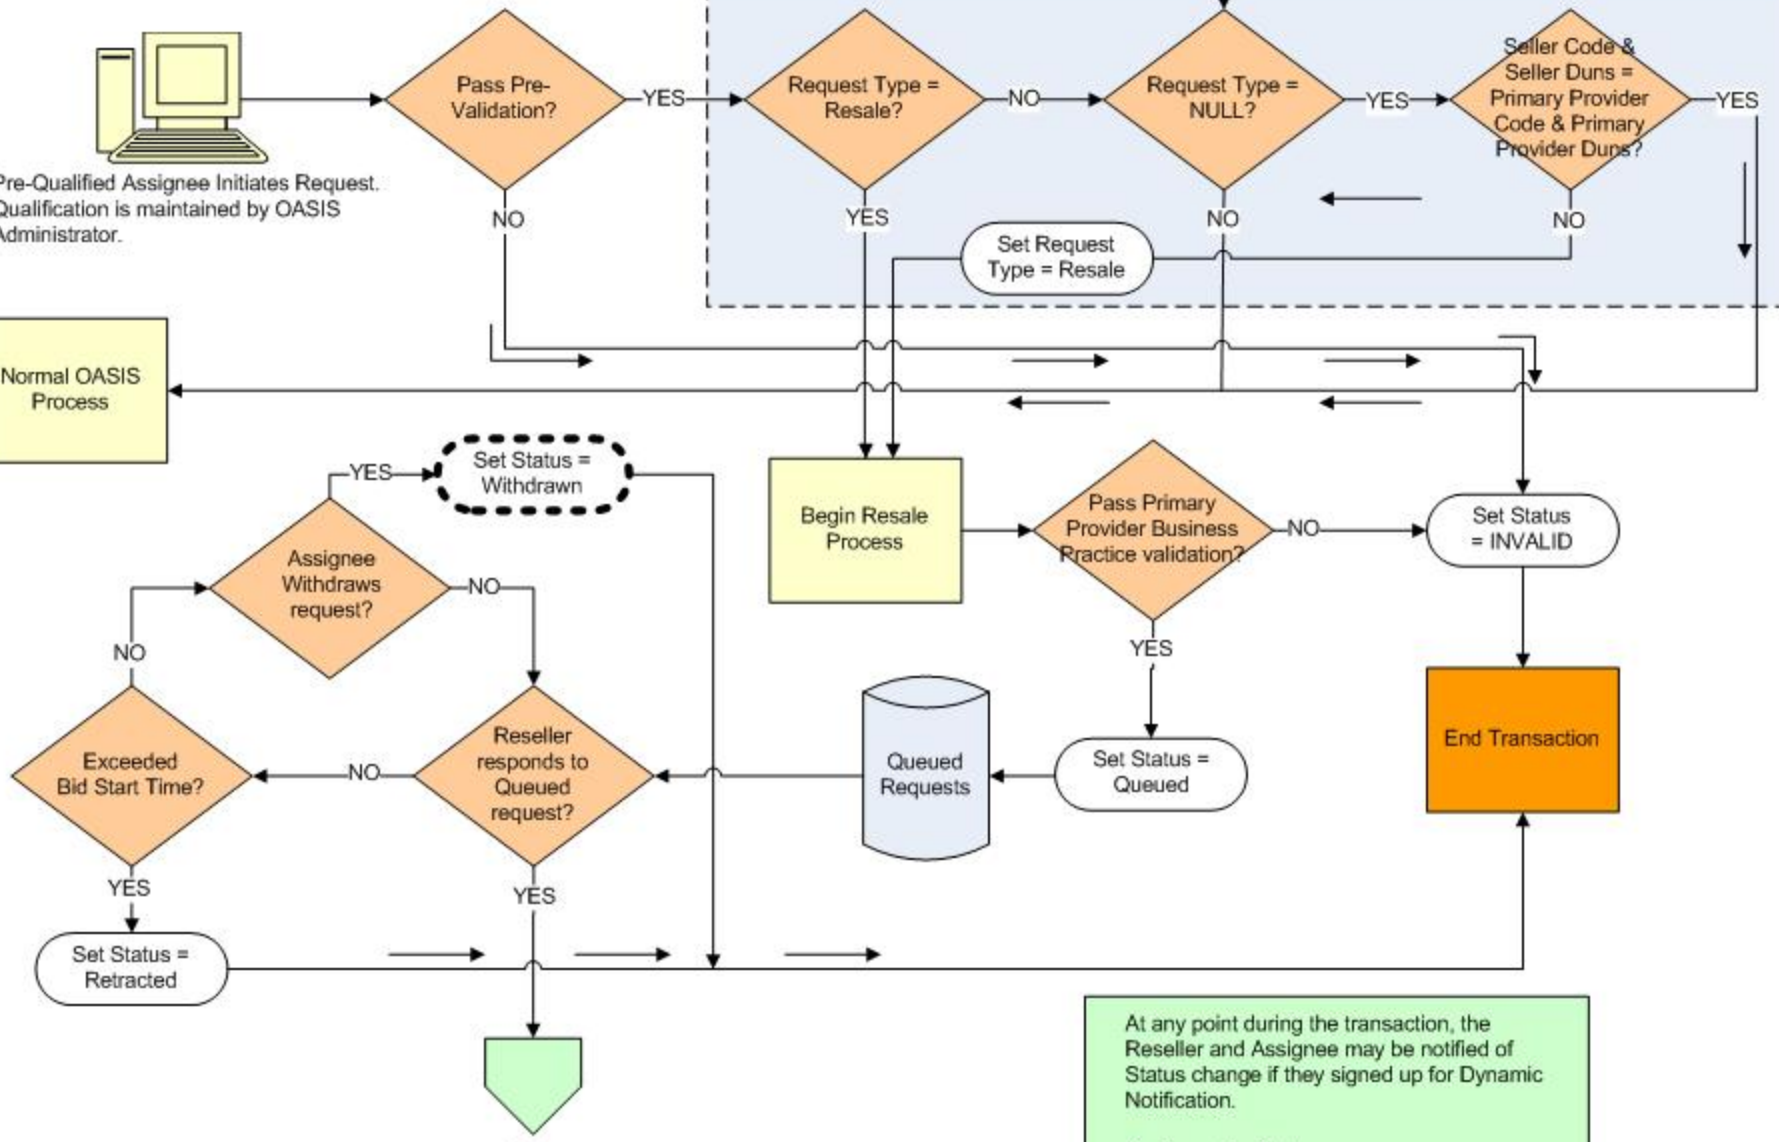 Pass Pre-
Validation?
YES
Request Type =
Resale?
NO
Request Type =
NULL?
YES
Seller Code &
Seller Duns =
Primary Provider
Code & Primary
Provider Duns?
YES
Pre-Qualified Assignee Initiates Request.
Qualification is maintained by OASIS
Administrator.
NO
YES
NO
NO
Set Request
Type = Resale
Normal OASIS
Process
YES
Set Status =
Withdrawn
Begin Resale
Process
Pass Primary
Provider Business
Practice validation?
NO
Set Status
= INVALID
Assignee
Withdraws
request?
NO
NO
YES
Exceeded
Bid Start Time?
NO
Reseller
responds to
Queued
request?
Queued
Requests
Set Status =
Queued
End Transaction
YES
YES
Set Status =
Retracted
At any point during the transaction, the
Reseller and Assignee may be notified of
Status change if they signed up for Dynamic
Notification.